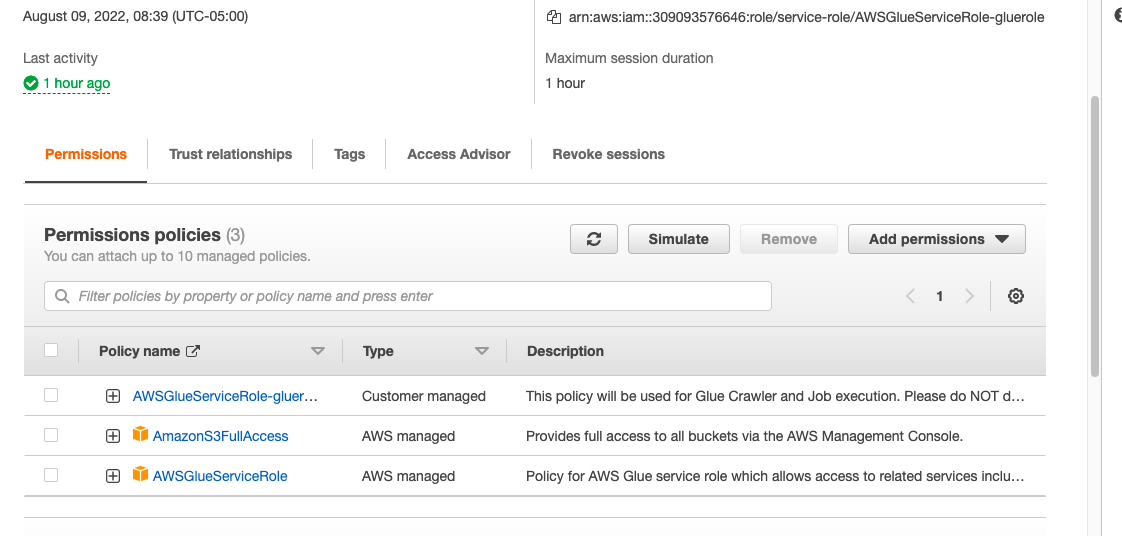 August 09, 2022, 08:39 (UTC-05:00)
arn:aws:iam::309093576646:role/service-role/AWSGlueServiceRole-gluerole
Last activity
Maximum session duration
1 hour ago
1 hour
Permissions
Trust relationships
Tags
Access Advisor
Revoke sessions
Permissions policies (3)
You can attach up to 10 managed policies.
Simulate
Remove
Add permissions
Filter policies by property or policy name and press enter
1
Policy name
Type
Description
AWSGlueServiceRole-gluer…
Customer managed
This policy will be used for Glue Crawler and Job execution. Please do NOT d…
AmazonS3FullAccess
AWS managed
Provides full access to all buckets via the AWS Management Console.
AWSGlueServiceRole
AWS managed
Policy for AWS Glue service role which allows access to related services inclu…